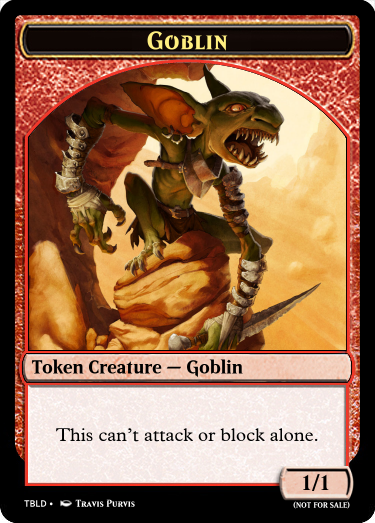 Goblin
Token Creature — Goblin
This can't attack or block alone.
1/1
TBLD • Travis Purvis
(NOT FOR SALE)